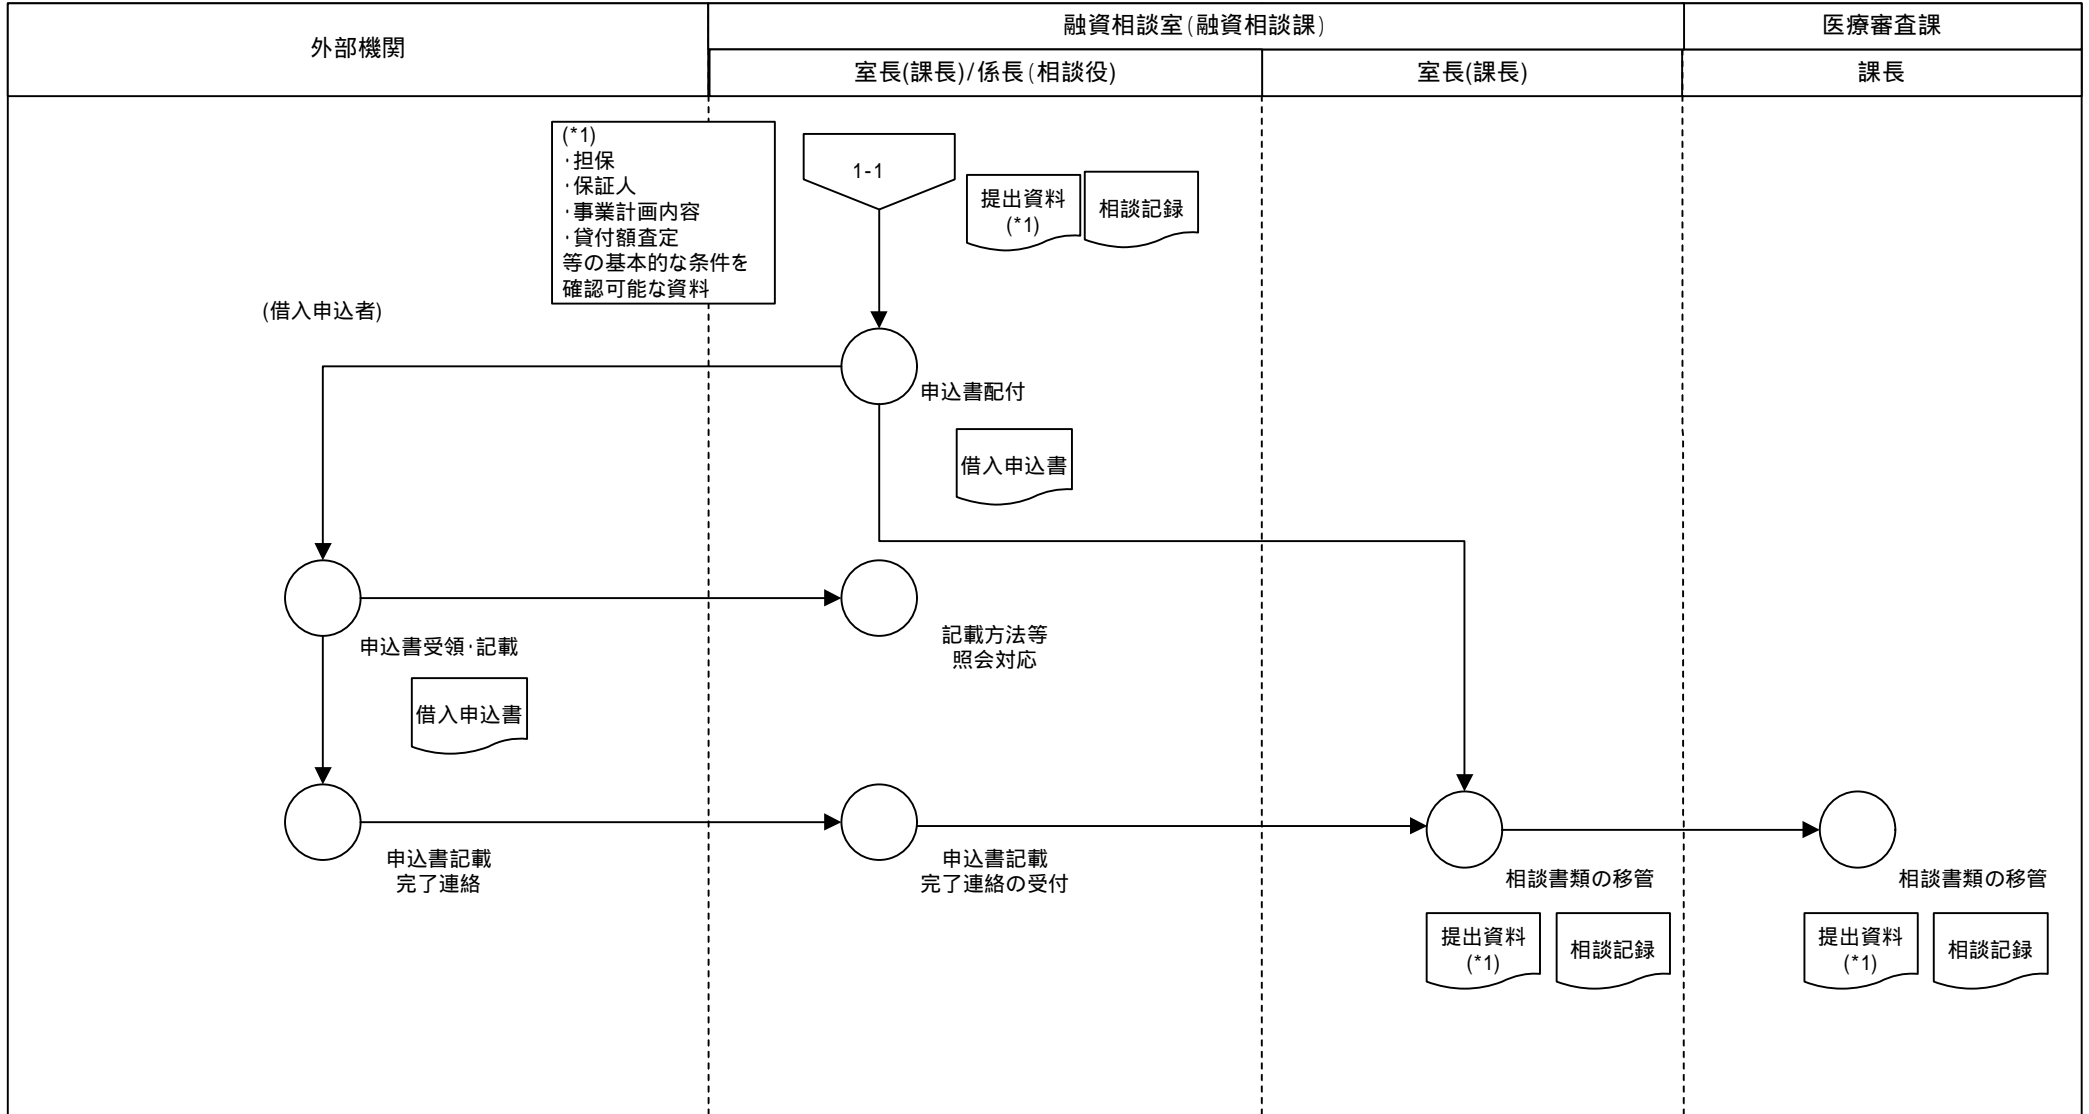 外部機関
融資相談室(融資相談課)
医療審査課
室長(課長)/係長(相談役)
室長(課長)
課長
(*1)
・担保
・保証人
・事業計画内容
・貸付額査定
等の基本的な条件を
確認可能な資料
1-1
提出資料
(*1)
相談記録
(借入申込者)
申込書配付
借入申込書
申込書受領・記載
記載方法等
照会対応
借入申込書
申込書記載
完了連絡
申込書記載
完了連絡の受付
相談書類の移管
相談書類の移管
提出資料
(*1)
相談記録
提出資料
(*1)
相談記録